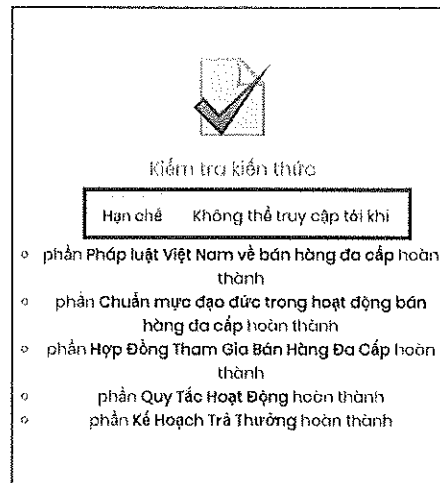 Kiểm tra kiến thức
Hạn chế Không thể truy cập tới khi
phần Pháp luật Việt Nam về bán hàng đa cấp hoàn
thành
phần Chuẩn mực đạo đức trong hoạt động bán
hàng đa cấp hoàn thành
phần Hợp Đồng Tham Gia Bán Hàng Đa Cấp hoàn
thành
phần Quy Tắc Hoạt Động hoàn thành
phần Kế Hoạch Trả Thưởng hoàn thành